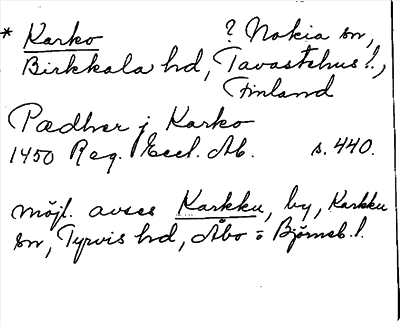 * Karko ? Nokia sn,
Birkkala hd, Tavastehus l.,
Finland
Pædher j Karko
1450 Reg. Eccl. Ab. s. 440.
möjl. avses Karkku, by, Karkku
sn, Tyrvis hd, Åbo o Björneb. l.